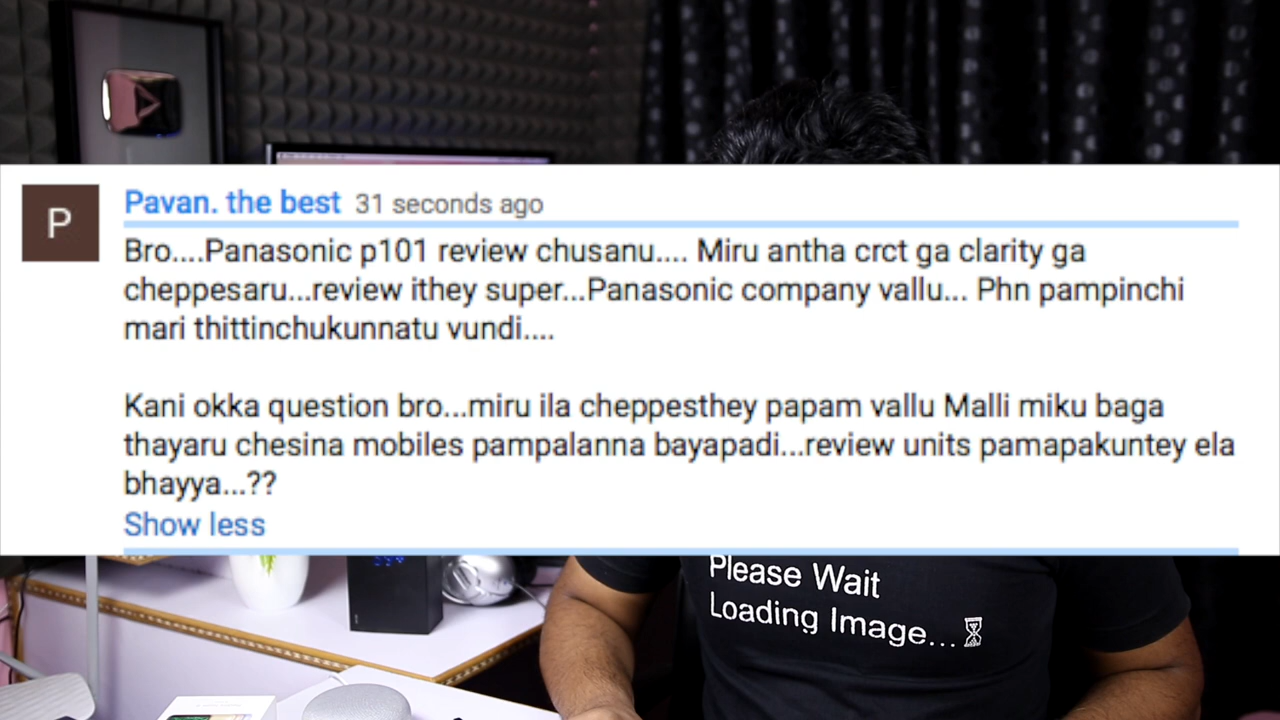 P
Pavan. the best 31 seconds ago
Bro....Panasonic p101 review chusanu.... Miru antha crct ga clarity ga
cheppesaru...review ithey super...Panasonic company vallu... Phn pampinchi
mari thittinchukunnatu vundi....
Kani okka question bro...miru ila cheppesthey papam vallu Malli miku baga
thayaru chesina mobiles pampalanna bayapadi...review units pamapakuntey ela
bhayya...??
Show less
Please Wait
Loading Image...